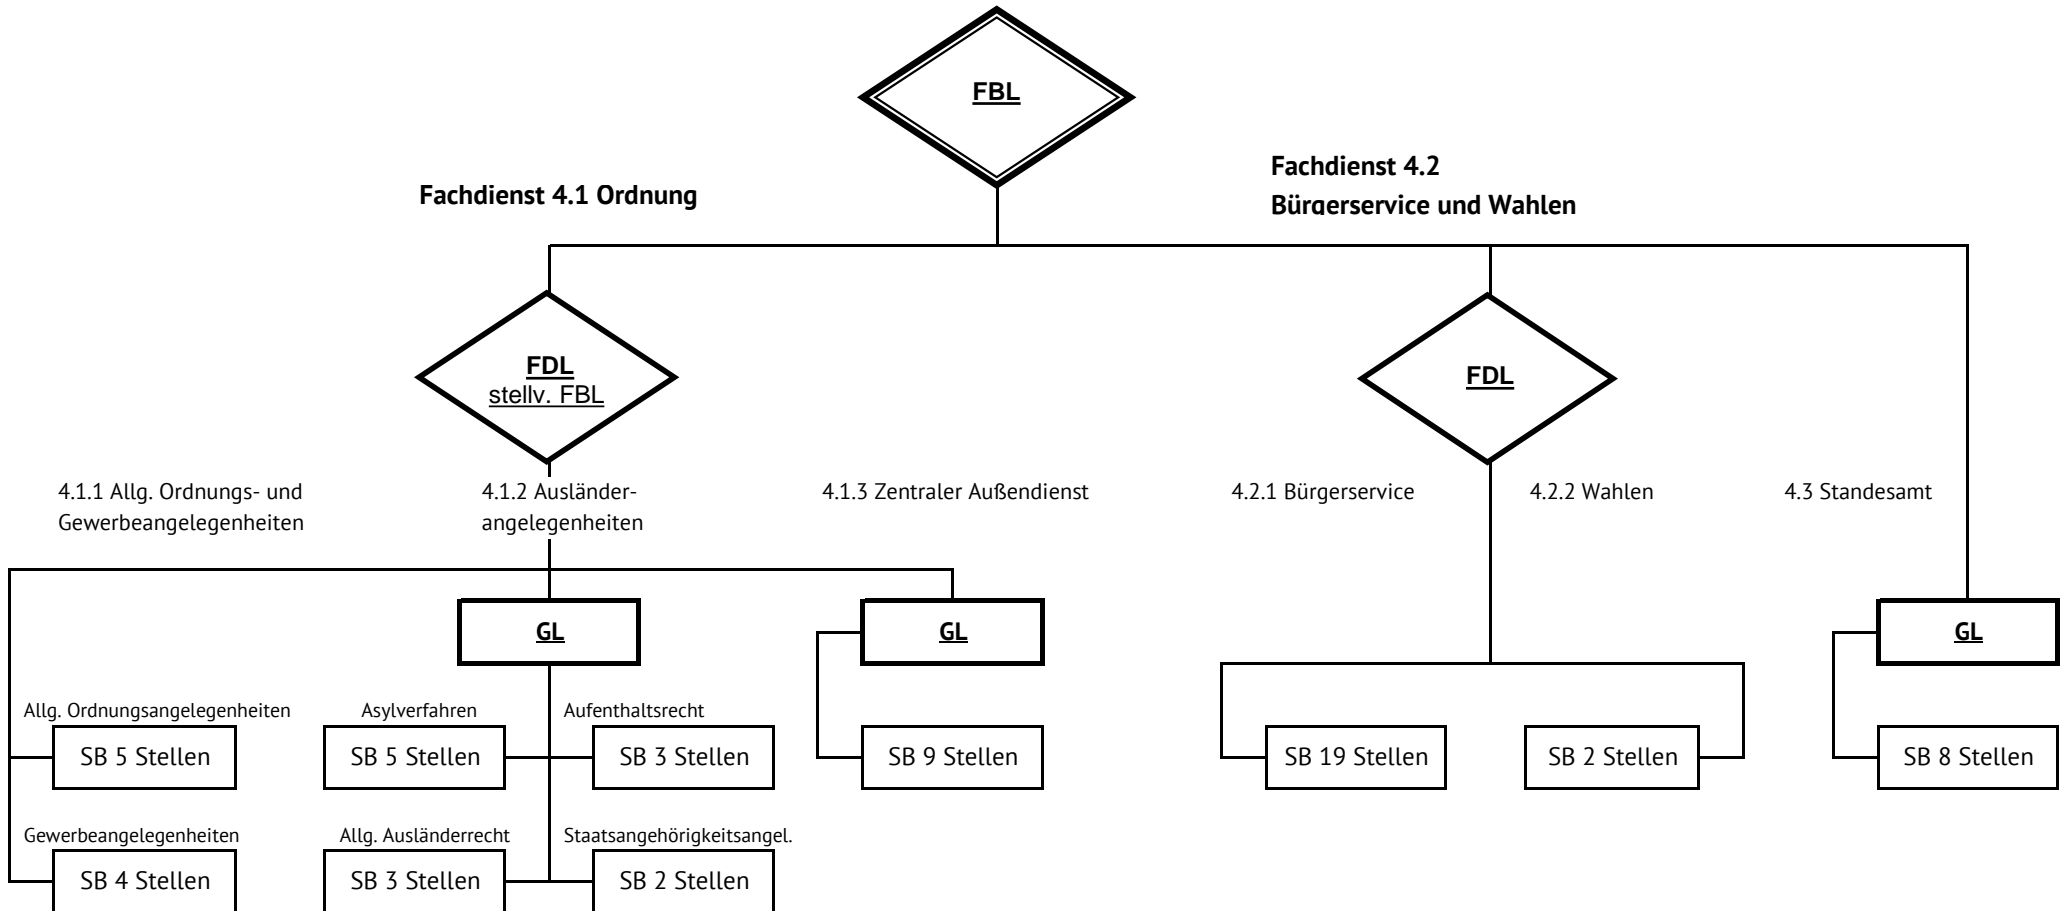 FBL
Fachdienst 4.1 Ordnung
Fachdienst 4.2
Bürgerservice und Wahlen
FDL
stellv. FBL
FDL
4.1.1 Allg. Ordnungs- und
Gewerbeangelegenheiten
4.1.2 Ausländer-
angelegenheiten
4.1.3 Zentraler Außendienst
4.2.1 Bürgerservice
4.2.2 Wahlen
4.3 Standesamt
GL
GL
GL
Allg. Ordnungsangelegenheiten
SB 5 Stellen
Asylverfahren
SB 5 Stellen
Aufenthaltsrecht
SB 3 Stellen
SB 9 Stellen
SB 19 Stellen
SB 2 Stellen
SB 8 Stellen
Gewerbeangelegenheiten
SB 4 Stellen
Allg. Ausländerrecht
SB 3 Stellen
Staatsangehörigkeitsangel.
SB 2 Stellen